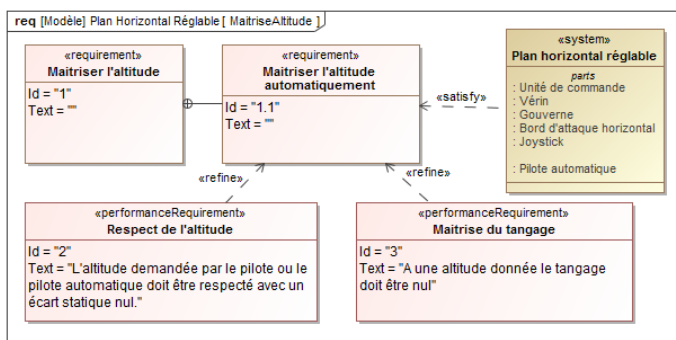 req [Modèle] Plan Horizontal Réglable [ MaitriseAltitude ]
«requirement»
Maitriser l'altitude
Id = "1"
Text = ""
«requirement»
Maitriser l'altitude
automatiquement
Id = "1.1"
Text = ""
«satisfy»
«system»
Plan horizontal réglable
parts
: Unité de commande
: Vérin
: Gouverne
: Bord d'attaque horizontal
: Joystick
: Pilote automatique
«refine»
«refine»
«performanceRequirement»
Respect de l'altitude
Id = "2"
Text = "L'altitude demandée par le pilote ou le
pilote automatique doit être respecté avec un
écart statique nul."
«performanceRequirement»
Maitrise du tangage
Id = "3"
Text = "A une altitude donnée le tangage
doit être nul"